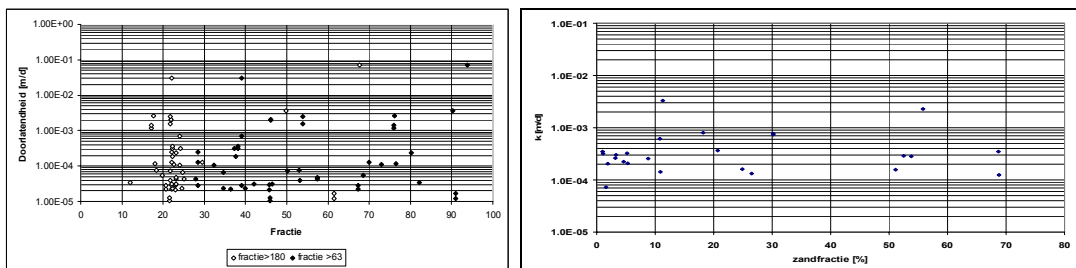 1.00E+00
1.00E-01
1.00E-02
1.00E-03
1.00E-04
1.00E-05
Doorlatendheid [m/d]
0 10 20 30 40 50 60 70 80 90 100
Fractie
fractie>180 fractie >63
1.0E-01
1.0E-02
1.0E-03
1.0E-04
1.0E-05
k [m/d]
0 10 20 30 40 50 60 70 80
zandfractie [%]